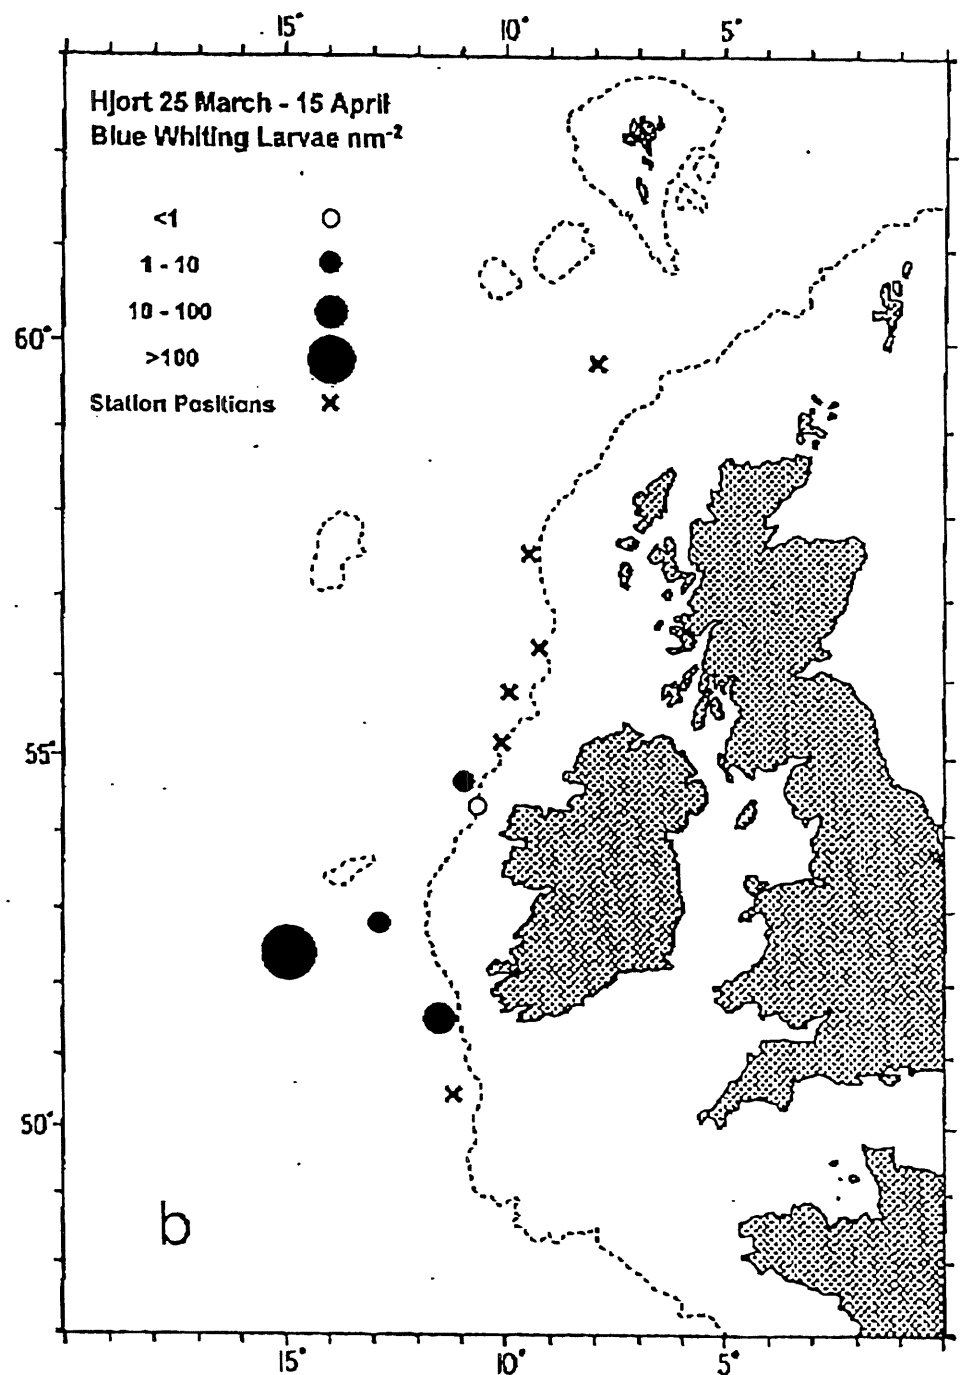 15° 10° 5°
Hjort 25 March - 15 April
Blue Whiting Larvae nm⁻²
<1
1 - 10
10 - 100
>100
Station Positions
60°
55°
50°
b
15° 10° 5°